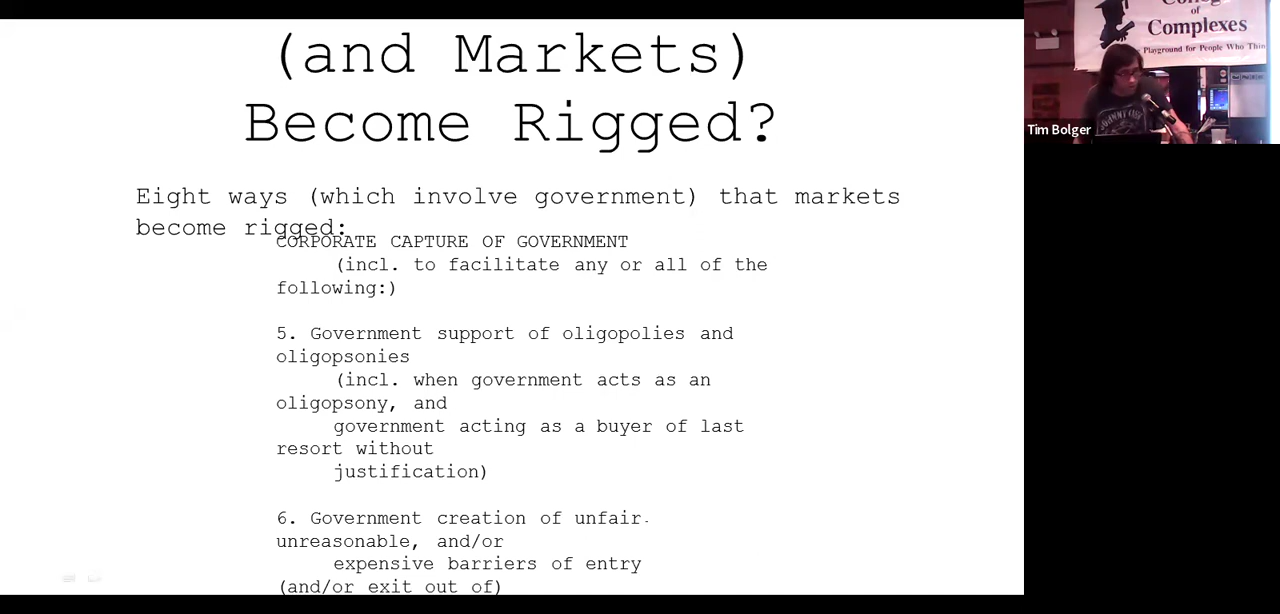 (and Markets)
Become Rigged?
Eight ways (which involve government) that markets
become rigged:
CORPORATE CAPTURE OF GOVERNMENT
(incl. to facilitate any or all of the
following:)
5. Government support of oligopolies and
oligopsonies
(incl. when government acts as an
oligopsony, and
government acting as a buyer of last
resort without
justification)
6. Government creation of unfair
unreasonable, and/or
expensive barriers of entry
(and/or exit out of)
of
Complexes
Playground for People Who Thin
Tim Bolger